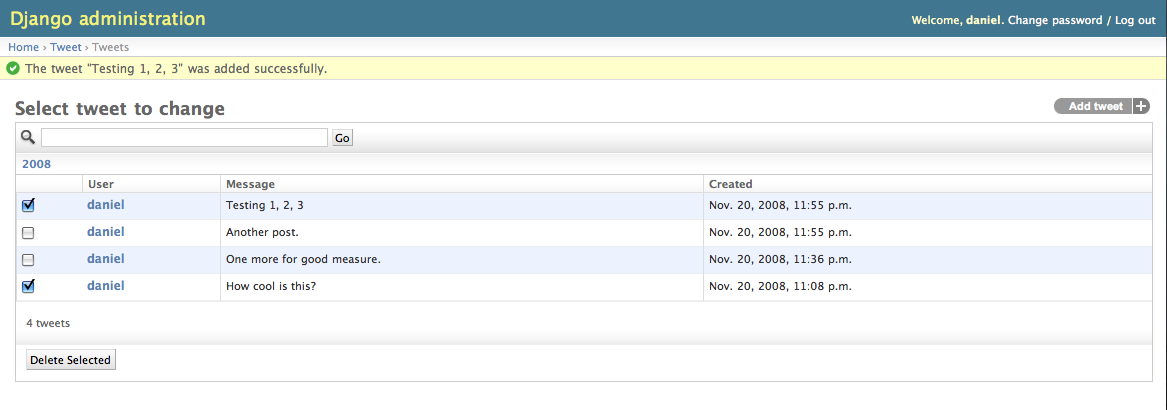 Django administration
Welcome, daniel. Change password / Log out
Home › Tweet › Tweets
The tweet "Testing 1, 2, 3" was added successfully.
Select tweet to change
Add tweet
Go
2008
User Message Created
daniel Testing 1, 2, 3 Nov. 20, 2008, 11:55 p.m.
daniel Another post. Nov. 20, 2008, 11:55 p.m.
daniel One more for good measure. Nov. 20, 2008, 11:36 p.m.
daniel How cool is this? Nov. 20, 2008, 11:08 p.m.
4 tweets
Delete Selected